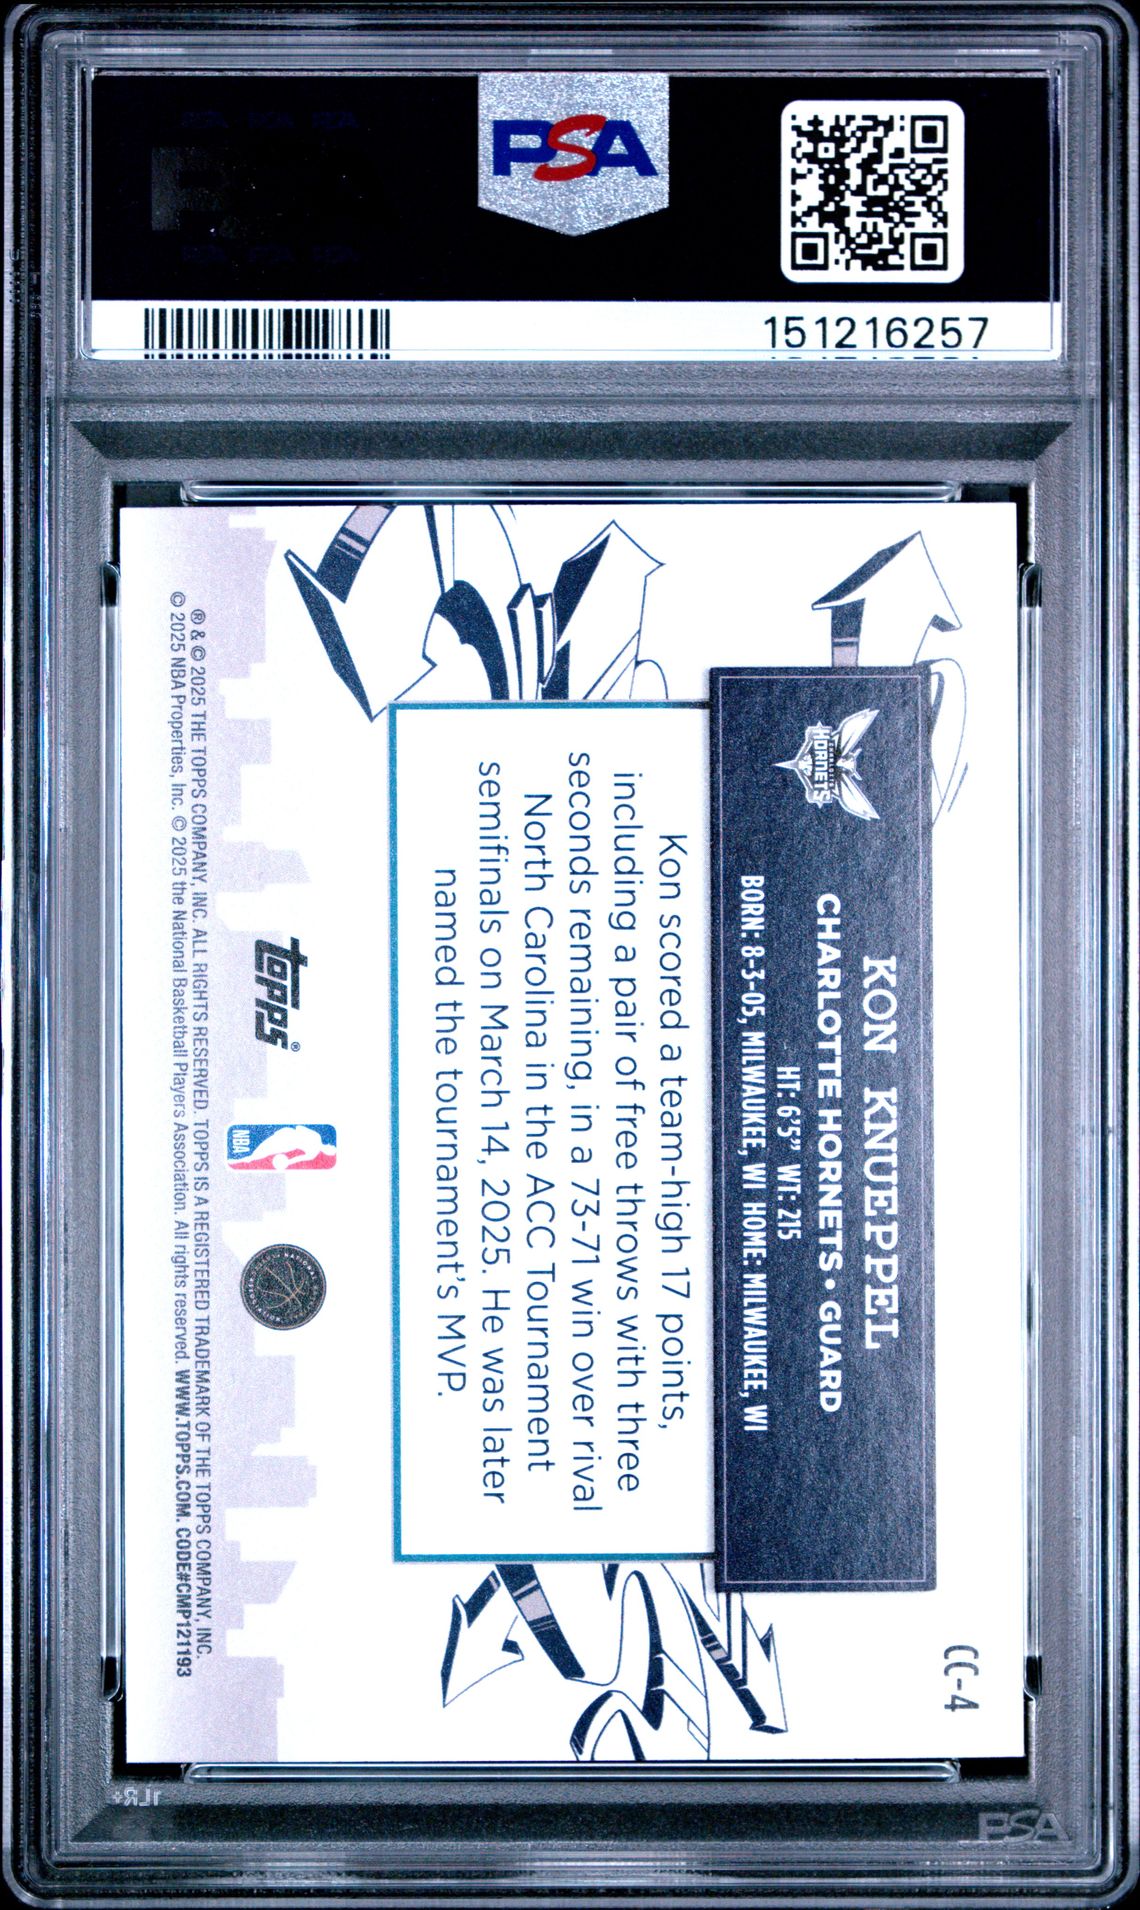 PSA
151216257
CC-4
KON KNUEPPEL
CHARLOTTE HORNETS • GUARD
HT: 6'5" WT: 215
BORN: 8-3-05, MILWAUKEE, WI HOME: MILWAUKEE, WI
HORNETS
Kon scored a team-high 17 points,
including a pair of free throws with three
seconds remaining, in a 73-71 win over rival
North Carolina in the ACC Tournament
semifinals on March 14, 2025. He was later
named the tournament's MVP.
topps®
NBA
® & © 2025 THE TOPPS COMPANY, INC. ALL RIGHTS RESERVED. TOPPS IS A REGISTERED TRADEMARK OF THE TOPPS COMPANY, INC.
© 2025 NBA Properties, Inc. © 2025 the National Basketball Players Association. All rights reserved. WWW.TOPPS.COM. CODE#CMP121193
PSA